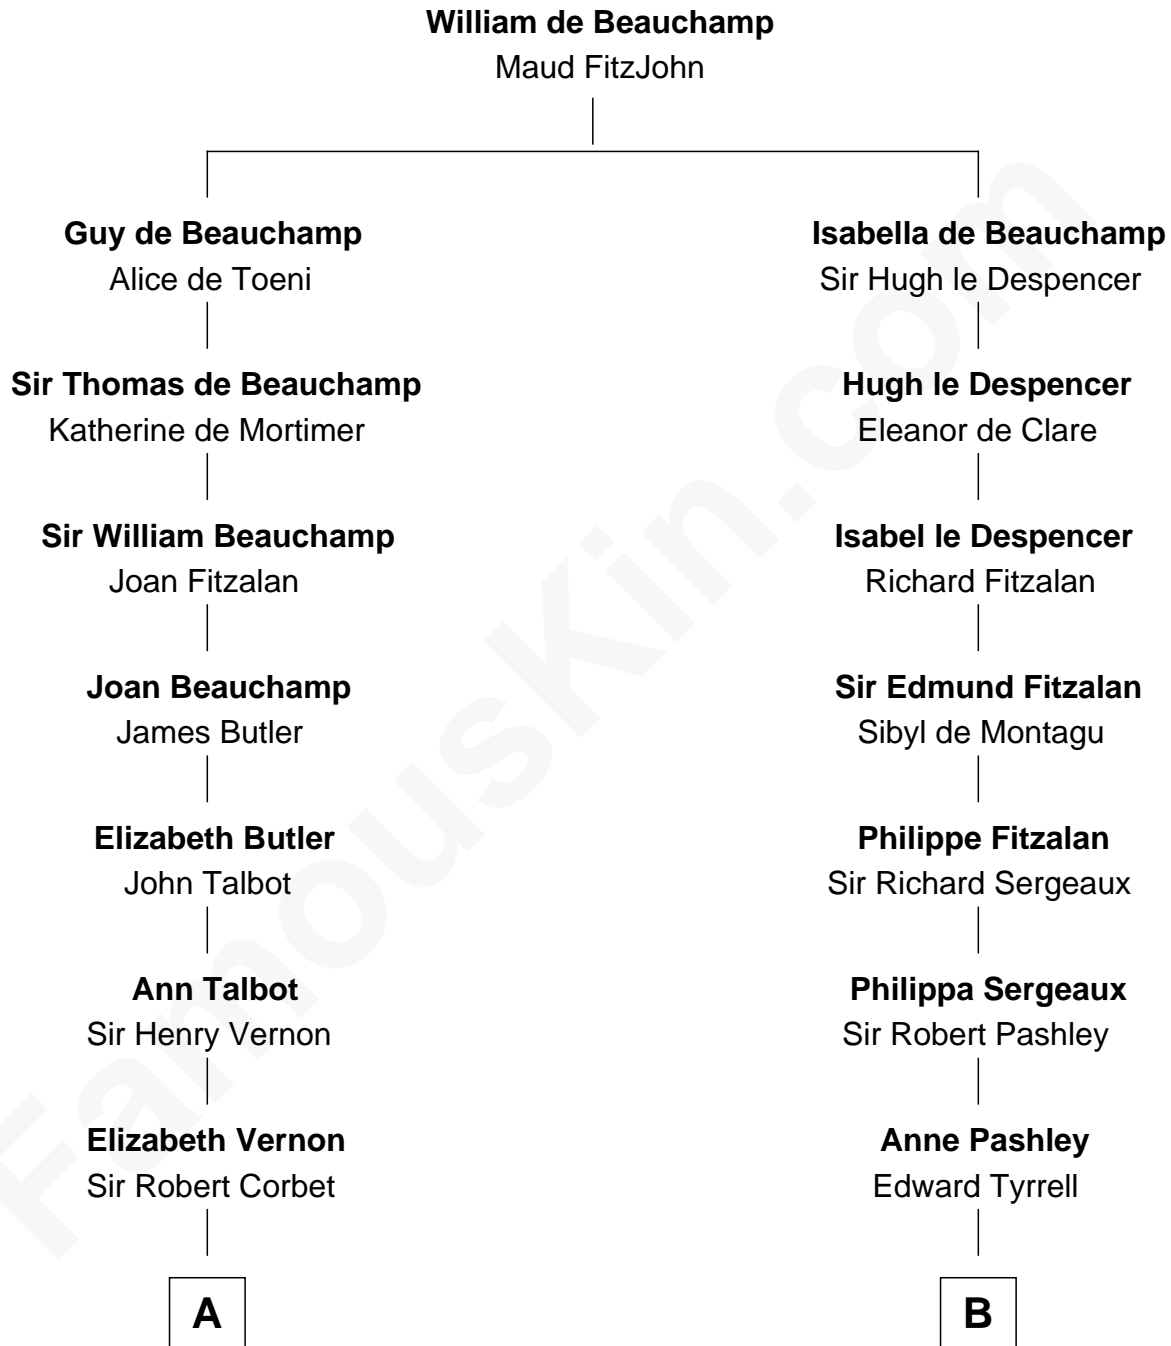 William de Beauchamp
Maud FitzJohn
Guy de Beauchamp
Alice de Toeni
Isabella de Beauchamp
Sir Hugh le Despencer
Sir Thomas de Beauchamp
Katherine de Mortimer
Hugh le Despencer
Eleanor de Clare
Sir William Beauchamp
Joan Fitzalan
Isabel le Despencer
Richard Fitzalan
Joan Beauchamp
James Butler
Sir Edmund Fitzalan
Sibyl de Montagu
Elizabeth Butler
John Talbot
Philippe Fitzalan
Sir Richard Sergeaux
Ann Talbot
Sir Henry Vernon
Philippa Sergeaux
Sir Robert Pashley
Elizabeth Vernon
Sir Robert Corbet
Anne Pashley
Edward Tyrrell
A
B
FamousKin.com